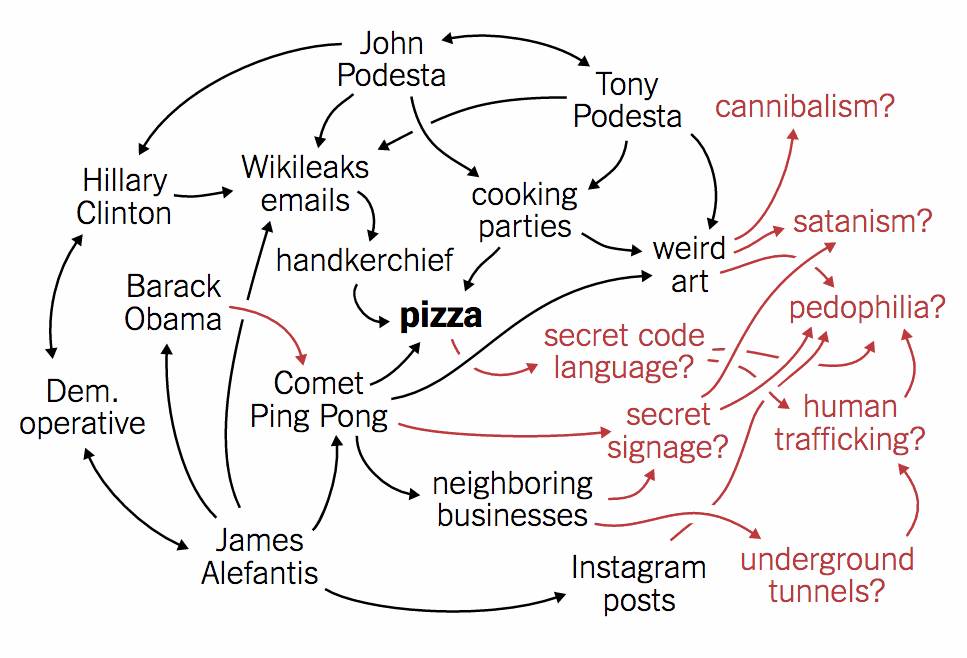 John
Podesta
Tony
Podesta
cannibalism?
Wikileaks
emails
Hillary
Clinton
cooking
parties
satanism?
weird
art
handkerchief
Barack
Obama
pizza
pedophilia?
secret code
language?
Dem.
operative
Comet
Ping Pong
secret
signage?
human
trafficking?
neighboring
businesses
James
Alefantis
Instagram
posts
underground
tunnels?